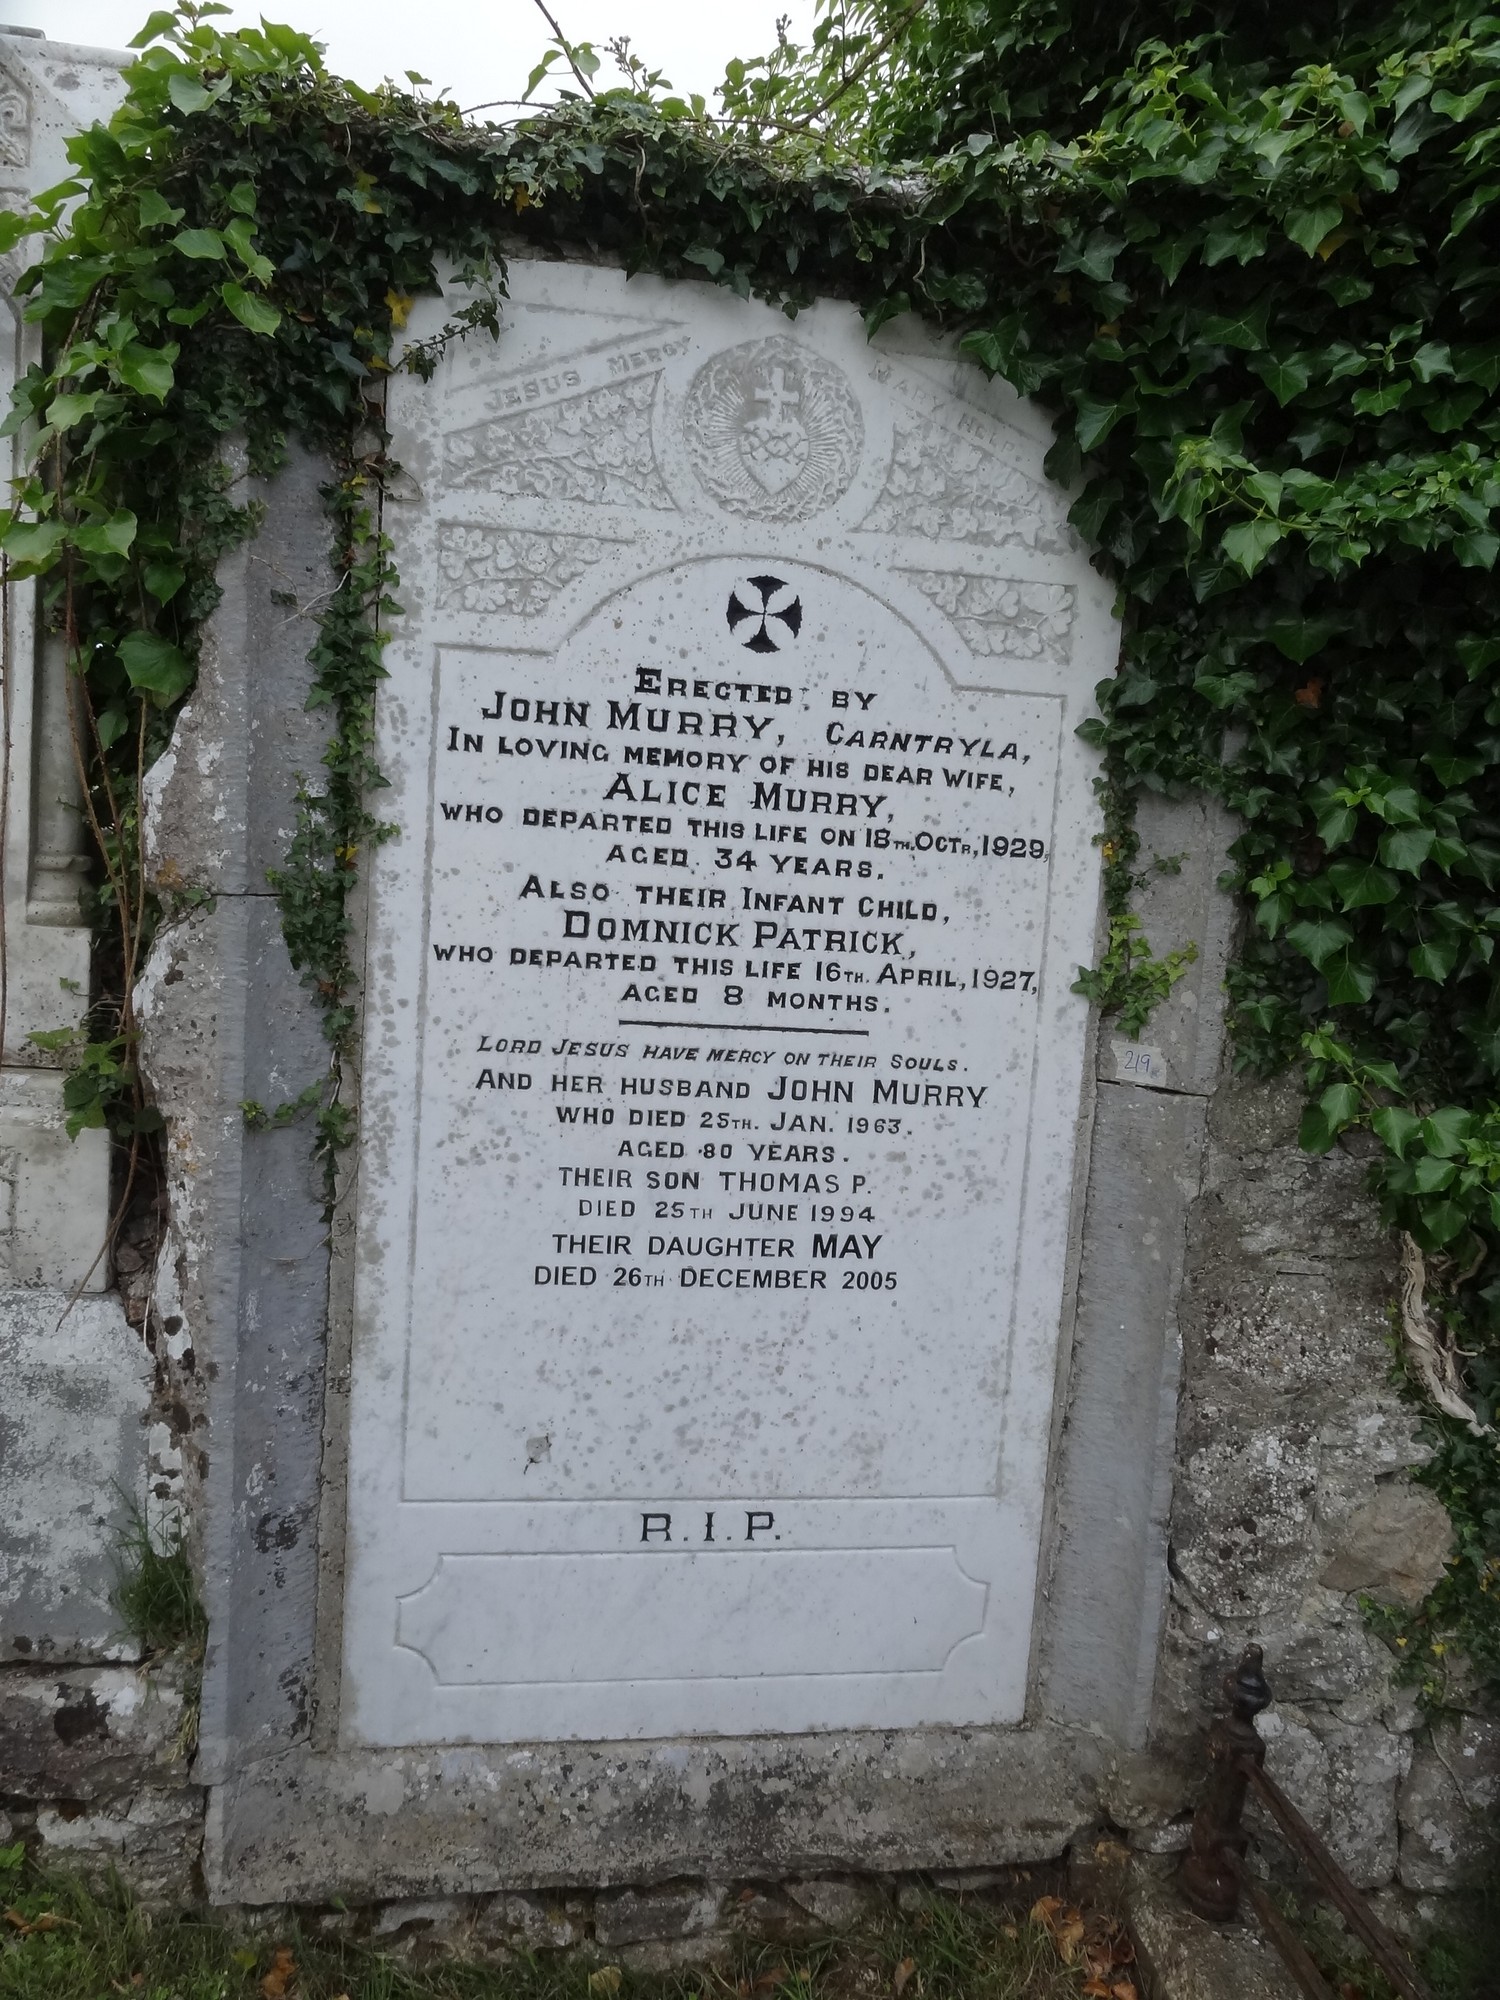 JESUS MERCY
MARY HELP
ERECTED BY
JOHN MURRY, CARNTRYLA,
IN LOVING MEMORY OF HIS DEAR WIFE,
ALICE MURRY,
WHO DEPARTED THIS LIFE ON 18TH. OCTR, 1929,
AGED 34 YEARS.
ALSO THEIR INFANT CHILD,
DOMNICK PATRICK,
WHO DEPARTED THIS LIFE 16TH. APRIL, 1927,
AGED 8 MONTHS.
LORD JESUS HAVE MERCY ON THEIR SOULS.
AND HER HUSBAND JOHN MURRY
WHO DIED 25TH. JAN. 1963.
AGED 80 YEARS.
THEIR SON THOMAS P.
DIED 25TH JUNE 1994
THEIR DAUGHTER MAY
DIED 26TH DECEMBER 2005
R.I.P.
219